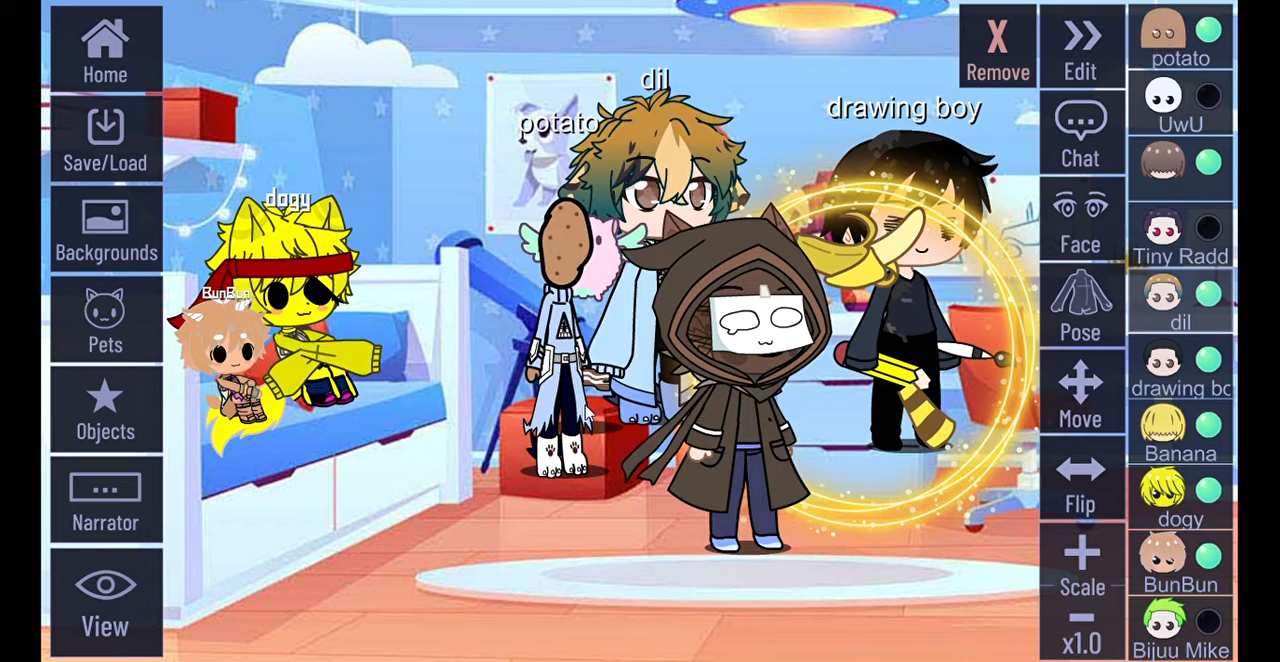 Home
Save/Load
Backgrounds
Pets
Objects
Narrator
...
View
dogy
BunBun
potato
dil
drawing boy
X
Remove
Edit
Chat
Face
Pose
Move
Flip
Scale
x1.0
potato
UwU
Tiny Radd
dil
drawing bc
Banana
dogy
BunBun
Bijuu Mike